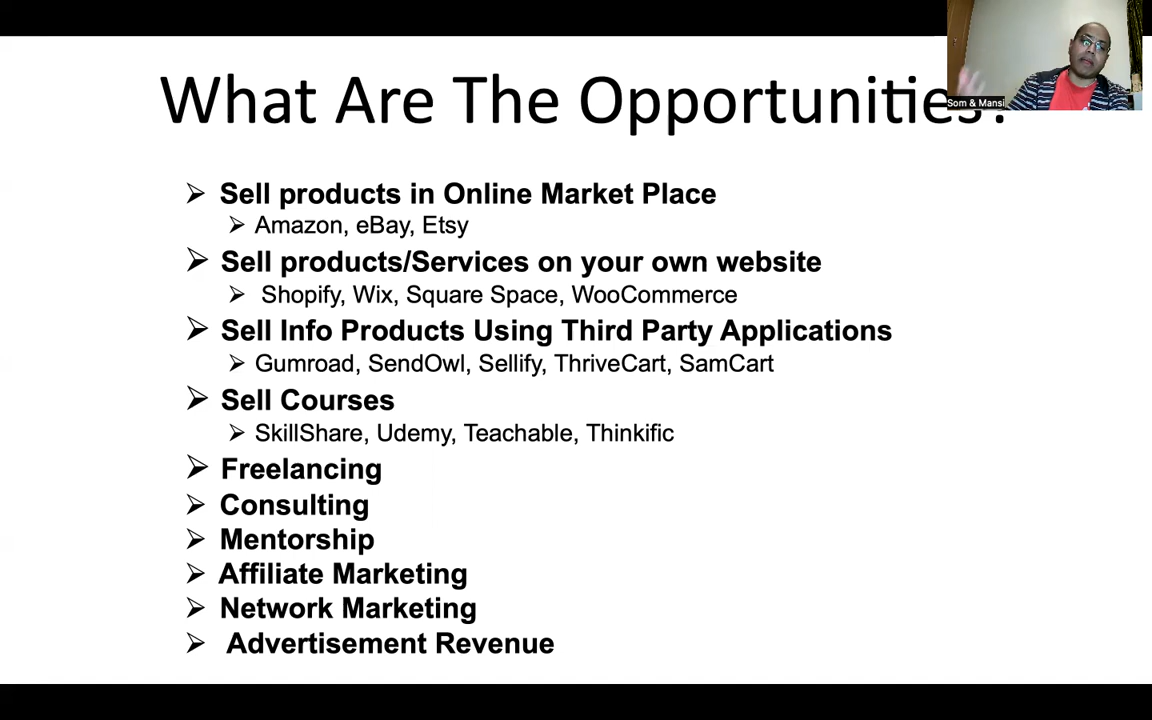 What Are The Opportunities?
Som & Mansi
Sell products in Online Market Place
Amazon, eBay, Etsy
Sell products/Services on your own website
Shopify, Wix, Square Space, WooCommerce
Sell Info Products Using Third Party Applications
Gumroad, SendOwl, Sellify, ThriveCart, SamCart
Sell Courses
SkillShare, Udemy, Teachable, Thinkific
Freelancing
Consulting
Mentorship
Affiliate Marketing
Network Marketing
Advertisement Revenue